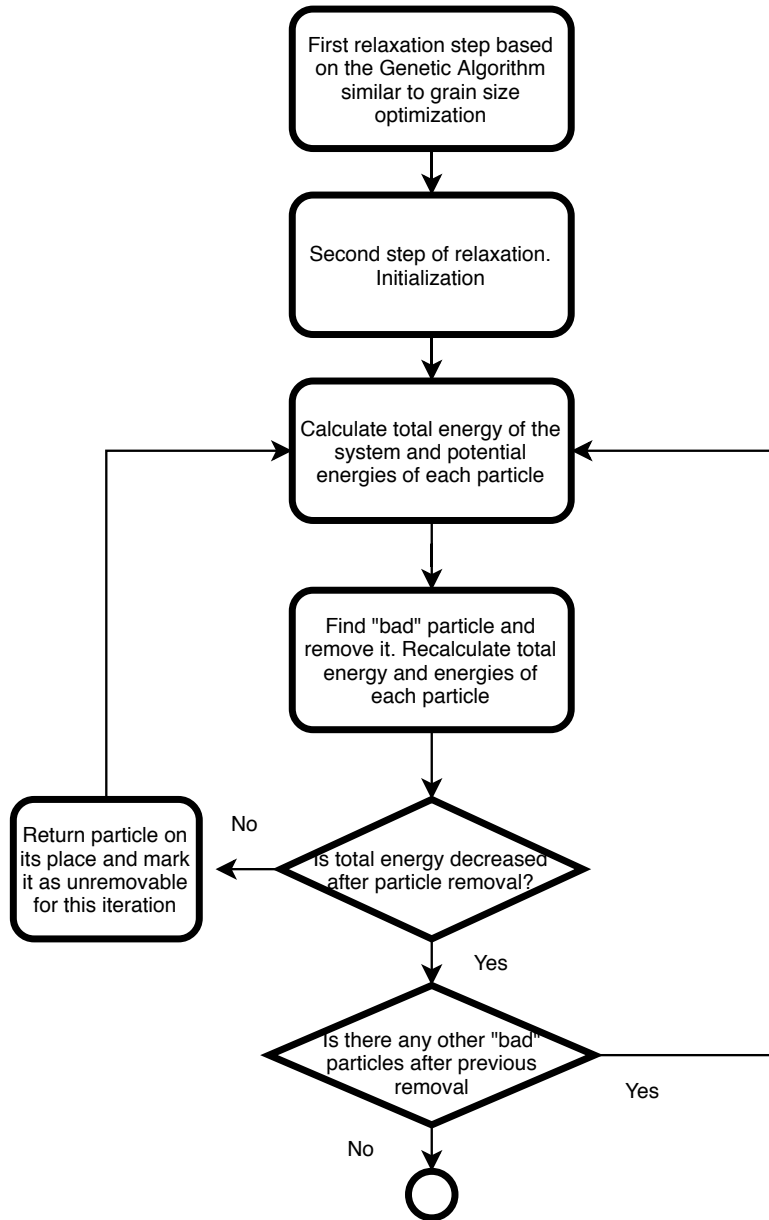 First relaxation step based
on the Genetic Algorithm
similar to grain size
optimization
Second step of relaxation.
Initialization
Calculate total energy of the
system and potential
energies of each particle
Find "bad" particle and
remove it. Recalculate total
energy and energies of
each particle
No
Return particle on
its place and mark
it as unremovable
for this iteration
Is total energy decreased
after particle removal?
Yes
Is there any other "bad"
particles after previous
removal
Yes
No